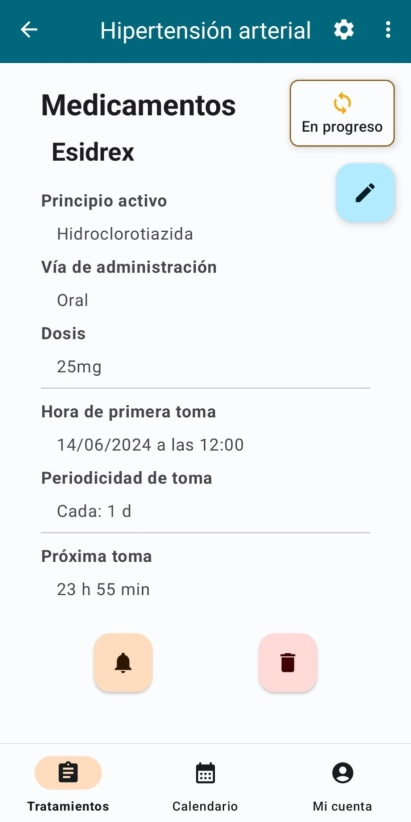 Hipertensión arterial
Medicamentos
En progreso
Esidrex
Principio activo
Hidroclorotiazida
Vía de administración
Oral
Dosis
25mg
Hora de primera toma
14/06/2024 a las 12:00
Periodicidad de toma
Cada: 1 d
Próxima toma
23 h 55 min
Tratamientos
Calendario
Mi cuenta